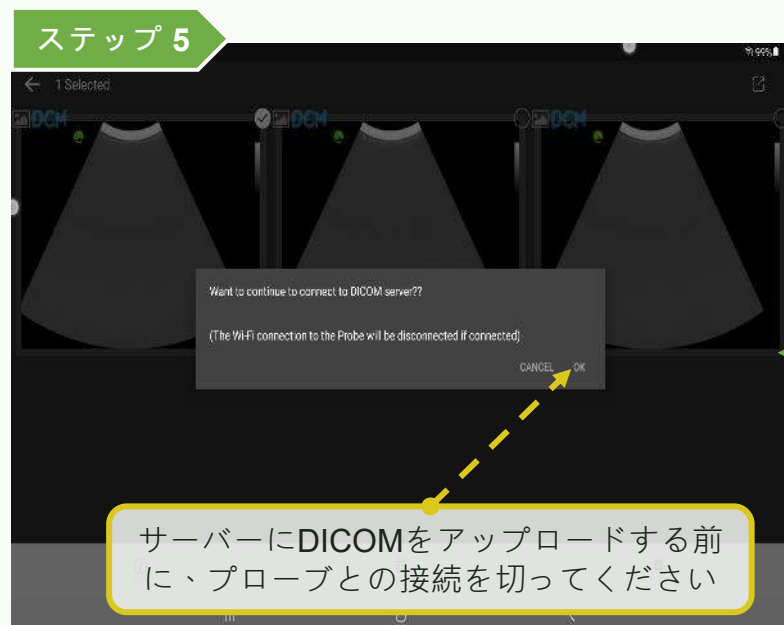 ステップ 5
99%
1 Selected
DCM
DCM
DCM
Want to continue to connect to DICOM server??
(The Wi-Fi connection to the Probe will be disconnected if connected)
CANCEL
OK
サーバーにDICOMをアップロードする前
に、プローブとの接続を切ってください